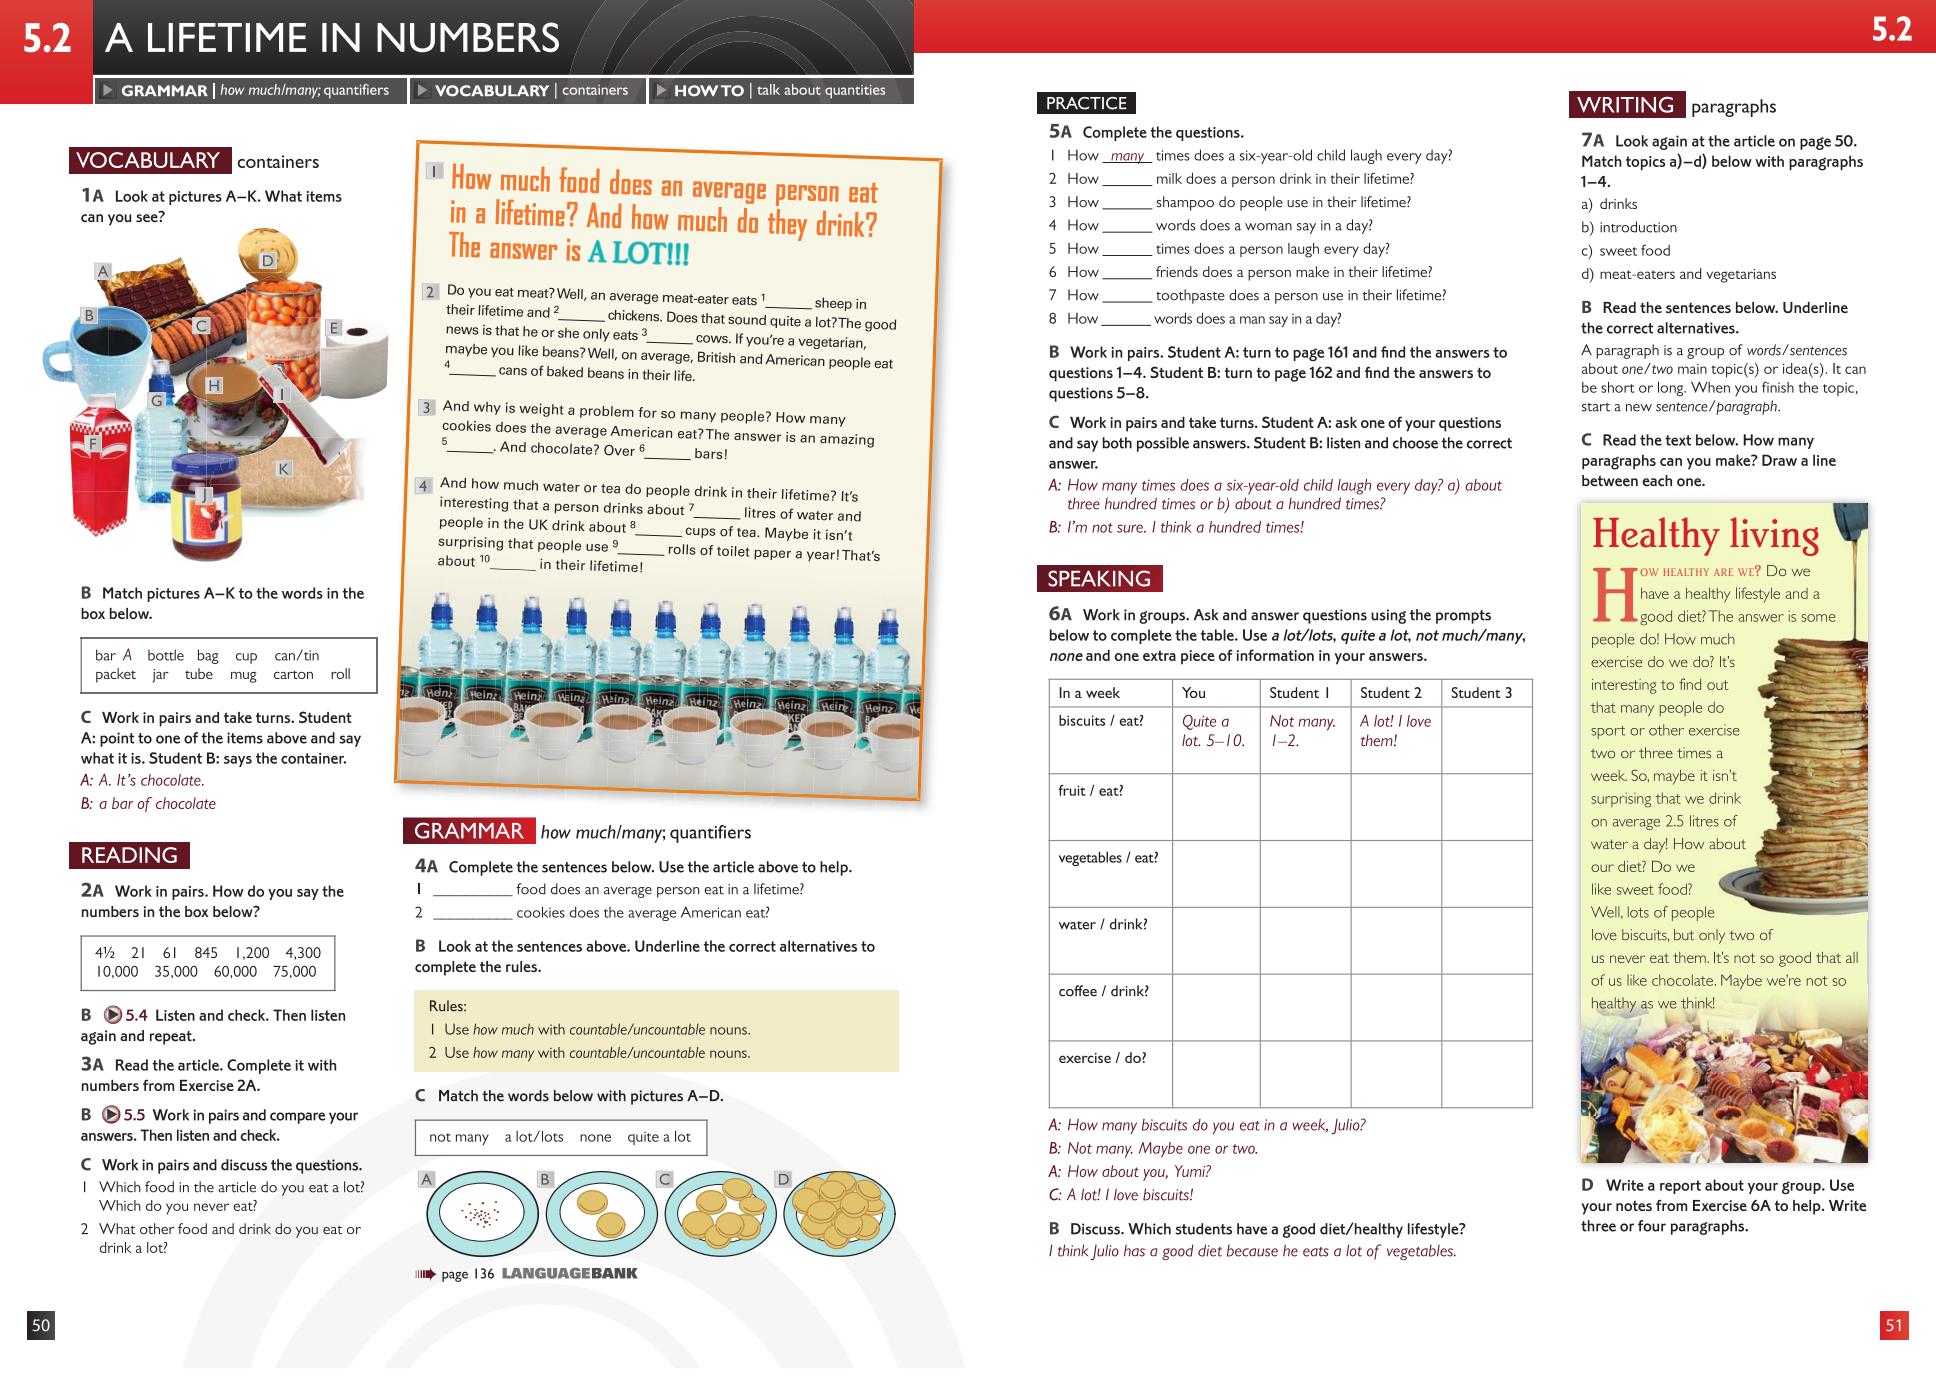 5.2
A LIFETIME IN NUMBERS
GRAMMAR | how much/many; quantifiers
VOCABULARY | containers
HOW TO | talk about quantities
VOCABULARY containers
1A Look at pictures A–K. What items
can you see?
A
B
C
D
E
F
G
H
I
J
K
B Match pictures A–K to the words in the
box below.
bar A bottle bag cup can/tin
packet jar tube mug carton roll
C Work in pairs and take turns. Student
A: point to one of the items above and say
what it is. Student B: says the container.
A: A. It's chocolate.
B: a bar of chocolate
READING
2A Work in pairs. How do you say the
numbers in the box below?
4½ 21 61 845 1,200 4,300
10,000 35,000 60,000 75,000
B 5.4 Listen and check. Then listen
again and repeat.
3A Read the article. Complete it with
numbers from Exercise 2A.
B 5.5 Work in pairs and compare your
answers. Then listen and check.
C Work in pairs and discuss the questions.
1 Which food in the article do you eat a lot?
Which do you never eat?
2 What other food and drink do you eat or
drink a lot?
50
1 How much food does an average person eat
in a lifetime? And how much do they drink?
The answer is A LOT!!!
2 Do you eat meat? Well, an average meat-eater eats 1______ sheep in
their lifetime and 2______ chickens. Does that sound quite a lot? The good
news is that he or she only eats 3______ cows. If you're a vegetarian,
maybe you like beans? Well, on average, British and American people eat
4______ cans of baked beans in their life.
3 And why is weight a problem for so many people? How many
cookies does the average American eat? The answer is an amazing
5______. And chocolate? Over 6______ bars!
4 And how much water or tea do people drink in their lifetime? It's
interesting that a person drinks about 7______ litres of water and
people in the UK drink about 8______ cups of tea. Maybe it isn't
surprising that people use 9______ rolls of toilet paper a year! That's
about 10______ in their lifetime!
Heinz Heinz Heinz Heinz Heinz Heinz Heinz Heinz Heinz
GRAMMAR how much/many; quantifiers
4A Complete the sentences below. Use the article above to help.
1 __________ food does an average person eat in a lifetime?
2 __________ cookies does the average American eat?
B Look at the sentences above. Underline the correct alternatives to
complete the rules.
Rules:
1 Use how much with countable/uncountable nouns.
2 Use how many with countable/uncountable nouns.
C Match the words below with pictures A–D.
not many a lot/lots none quite a lot
A B C D
page 136 LANGUAGEBANK
5.2
PRACTICE
5A Complete the questions.
1 How many times does a six-year-old child laugh every day?
2 How ______ milk does a person drink in their lifetime?
3 How ______ shampoo do people use in their lifetime?
4 How ______ words does a woman say in a day?
5 How ______ times does a person laugh every day?
6 How ______ friends does a person make in their lifetime?
7 How ______ toothpaste does a person use in their lifetime?
8 How ______ words does a man say in a day?
B Work in pairs. Student A: turn to page 161 and find the answers to
questions 1–4. Student B: turn to page 162 and find the answers to
questions 5–8.
C Work in pairs and take turns. Student A: ask one of your questions
and say both possible answers. Student B: listen and choose the correct
answer.
A: How many times does a six-year-old child laugh every day? a) about
three hundred times or b) about a hundred times?
B: I'm not sure. I think a hundred times!
SPEAKING
6A Work in groups. Ask and answer questions using the prompts
below to complete the table. Use a lot/lots, quite a lot, not much/many,
none and one extra piece of information in your answers.
In a week You Student 1 Student 2 Student 3
biscuits / eat? Quite a Not many. A lot! I love
lot. 5–10. 1–2. them!
fruit / eat?
vegetables / eat?
water / drink?
coffee / drink?
exercise / do?
A: How many biscuits do you eat in a week, Julio?
B: Not many. Maybe one or two.
A: How about you, Yumi?
C: A lot! I love biscuits!
B Discuss. Which students have a good diet/healthy lifestyle?
I think Julio has a good diet because he eats a lot of vegetables.
WRITING paragraphs
7A Look again at the article on page 50.
Match topics a)–d) below with paragraphs
1–4.
a) drinks
b) introduction
c) sweet food
d) meat-eaters and vegetarians
B Read the sentences below. Underline
the correct alternatives.
A paragraph is a group of words/sentences
about one/two main topic(s) or idea(s). It can
be short or long. When you finish the topic,
start a new sentence/paragraph.
C Read the text below. How many
paragraphs can you make? Draw a line
between each one.
Healthy living
HOW HEALTHY ARE WE? Do we
have a healthy lifestyle and a
good diet? The answer is some
people do! How much
exercise do we do? It's
interesting to find out
that many people do
sport or other exercise
two or three times a
week. So, maybe it isn't
surprising that we drink
on average 2.5 litres of
water a day! How about
our diet? Do we
like sweet food?
Well, lots of people
love biscuits, but only two of
us never eat them. It's not so good that all
of us like chocolate. Maybe we're not so
healthy as we think!
D Write a report about your group. Use
your notes from Exercise 6A to help. Write
three or four paragraphs.
51